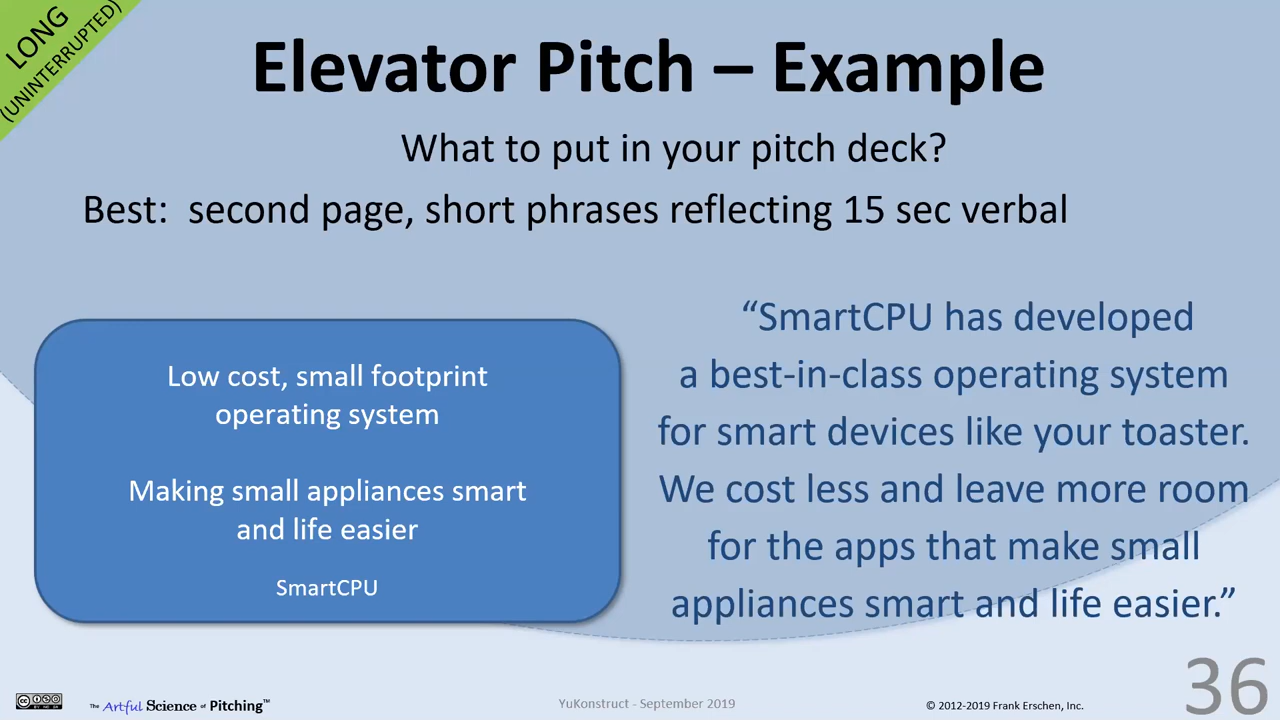 LONG
(UNINTERRUPTED)
Elevator Pitch – Example
What to put in your pitch deck?
Best:  second page, short phrases reflecting 15 sec verbal
Low cost, small footprint
operating system
Making small appliances smart
and life easier
SmartCPU
“SmartCPU has developed
a best-in-class operating system
for smart devices like your toaster.
We cost less and leave more room
for the apps that make small
appliances smart and life easier.”
The Artful Science of Pitching™
YuKonstruct - September 2019
© 2012-2019 Frank Erschen, Inc.
36